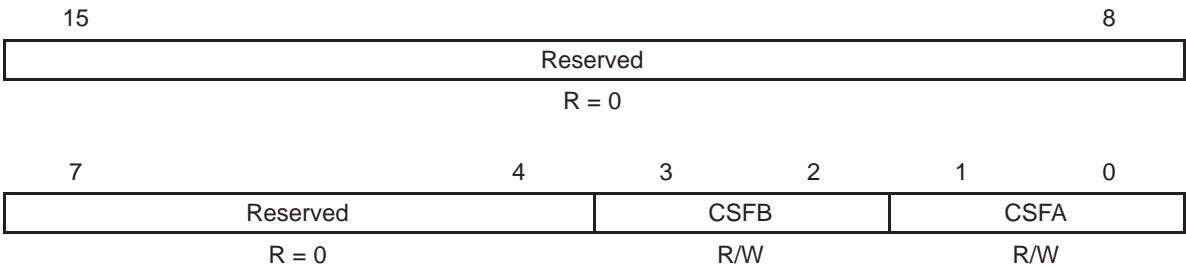 15 8
Reserved
R = 0
7 4 3 2 1 0
Reserved CSFB CSFA
R = 0 R/W R/W